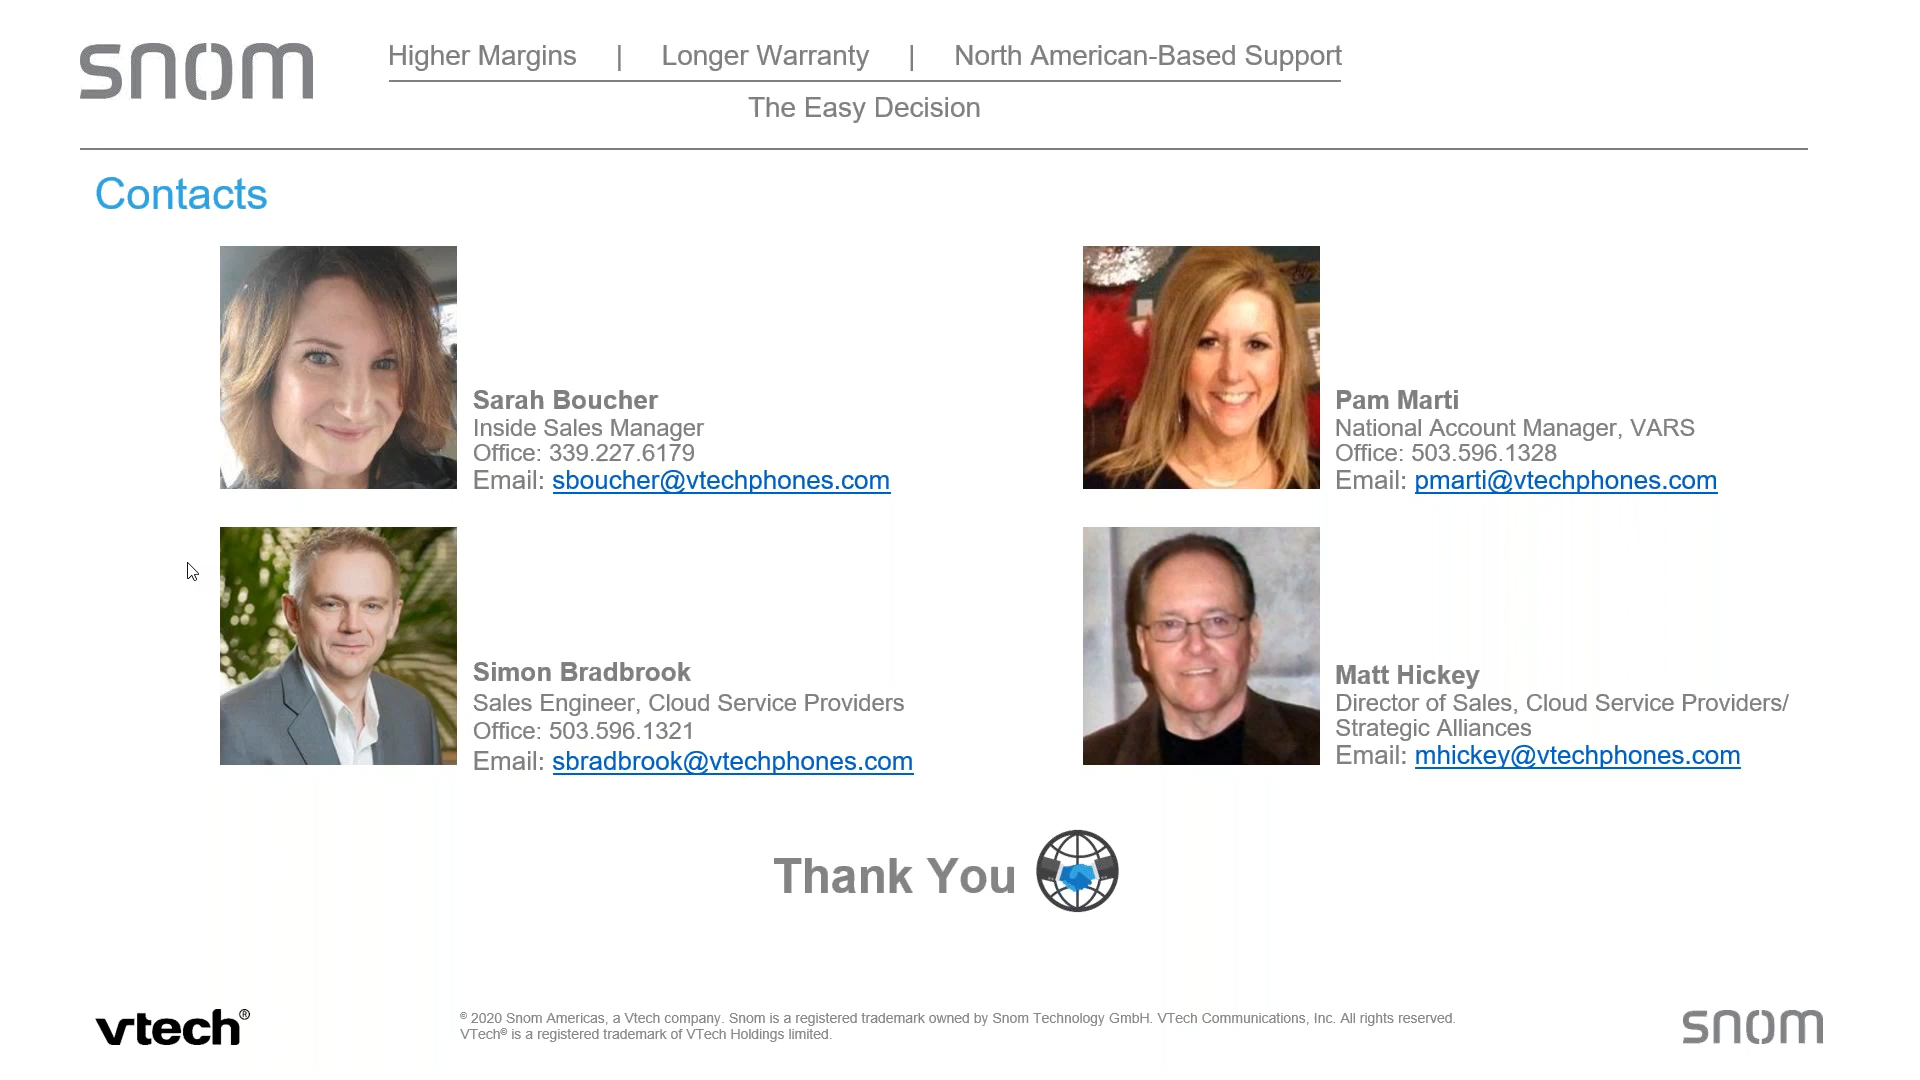 snom
Higher Margins | Longer Warranty | North American-Based Support
The Easy Decision
Contacts
Sarah Boucher
Inside Sales Manager
Office: 339.227.6179
Email: sboucher@vtechphones.com
Pam Marti
National Account Manager, VARS
Office: 503.596.1328
Email: pmarti@vtechphones.com
Simon Bradbrook
Sales Engineer, Cloud Service Providers
Office: 503.596.1321
Email: sbradbrook@vtechphones.com
Matt Hickey
Director of Sales, Cloud Service Providers/
Strategic Alliances
Email: mhickey@vtechphones.com
Thank You
vtech®
© 2020 Snom Americas, a Vtech company. Snom is a registered trademark owned by Snom Technology GmbH. VTech Communications, Inc. All rights reserved.
VTech® is a registered trademark of VTech Holdings limited.
snom